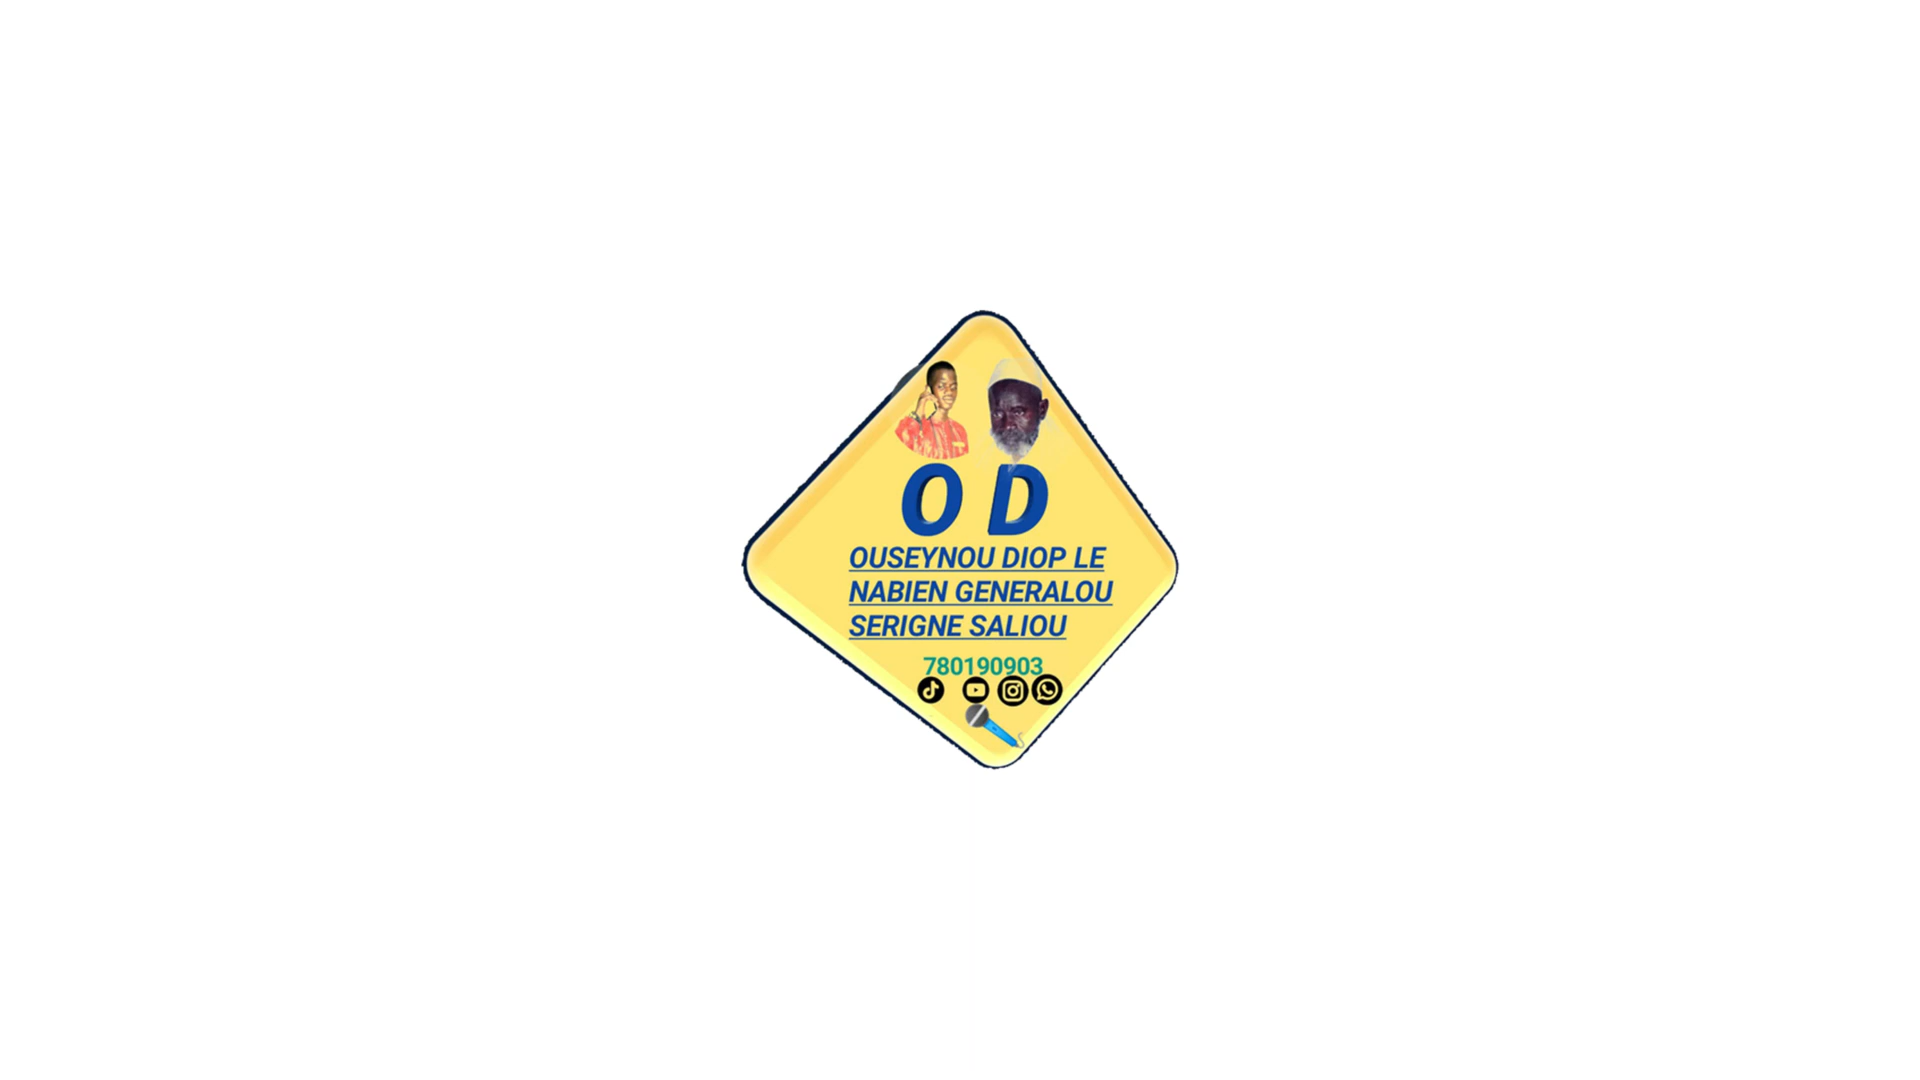 O D
OUSEYNOU DIOP LE
NABIEN GENERALOU
SERIGNE SALIOU
780190903